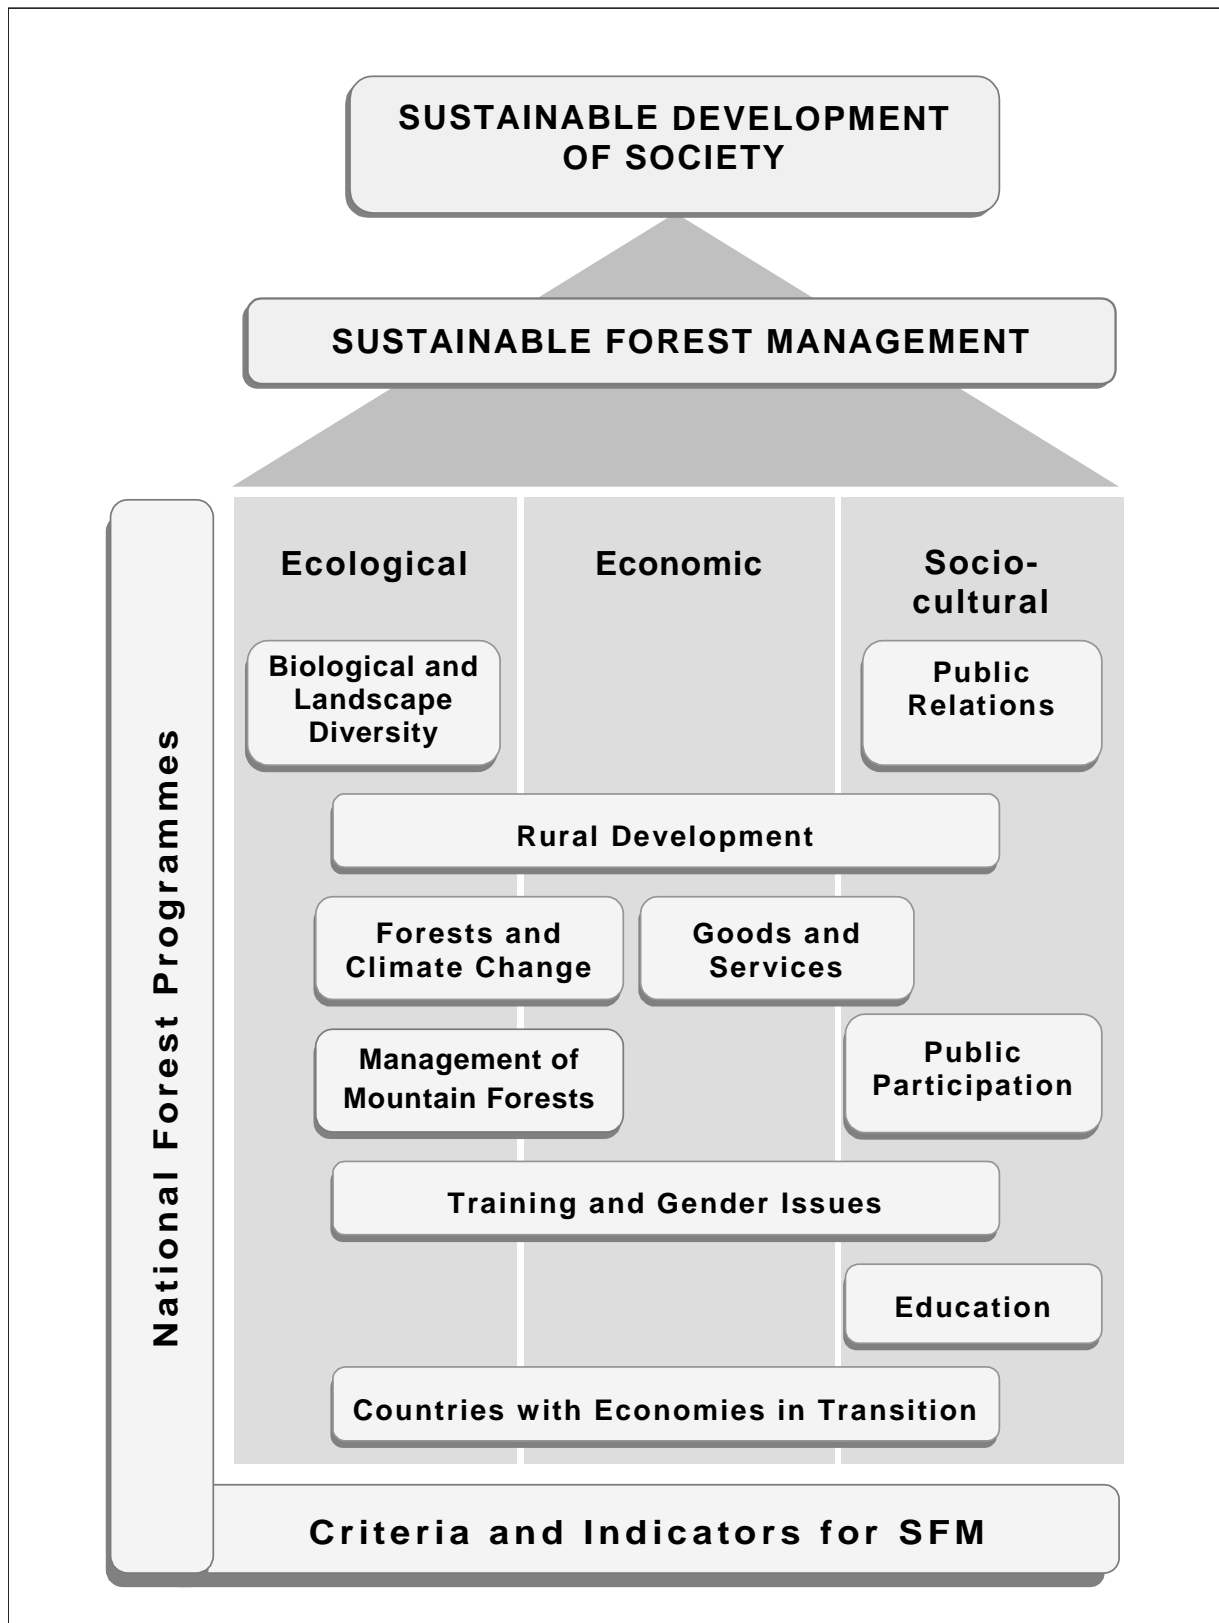 SUSTAINABLE DEVELOPMENT
OF SOCIETY
SUSTAINABLE FOREST MANAGEMENT
Ecological
Economic
Socio-
cultural
Biological and
Landscape
Diversity
Public
Relations
Rural Development
Forests and
Climate Change
Goods and
Services
Management of
Mountain Forests
Public
Participation
Training and Gender Issues
Education
Countries with Economies in Transition
National Forest Programmes
Criteria and Indicators for SFM